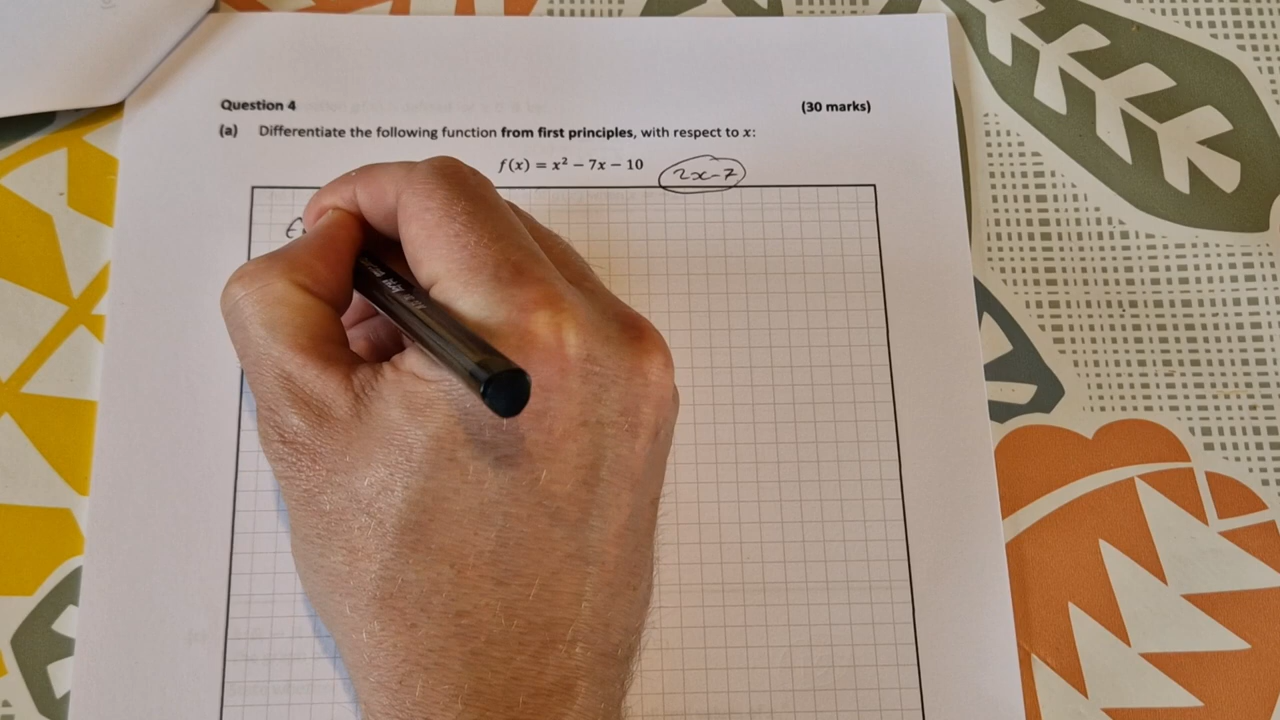 Question 4
(30 marks)
(a) Differentiate the following function from first principles, with respect to x:
f(x) = x² − 7x − 10
2x-7